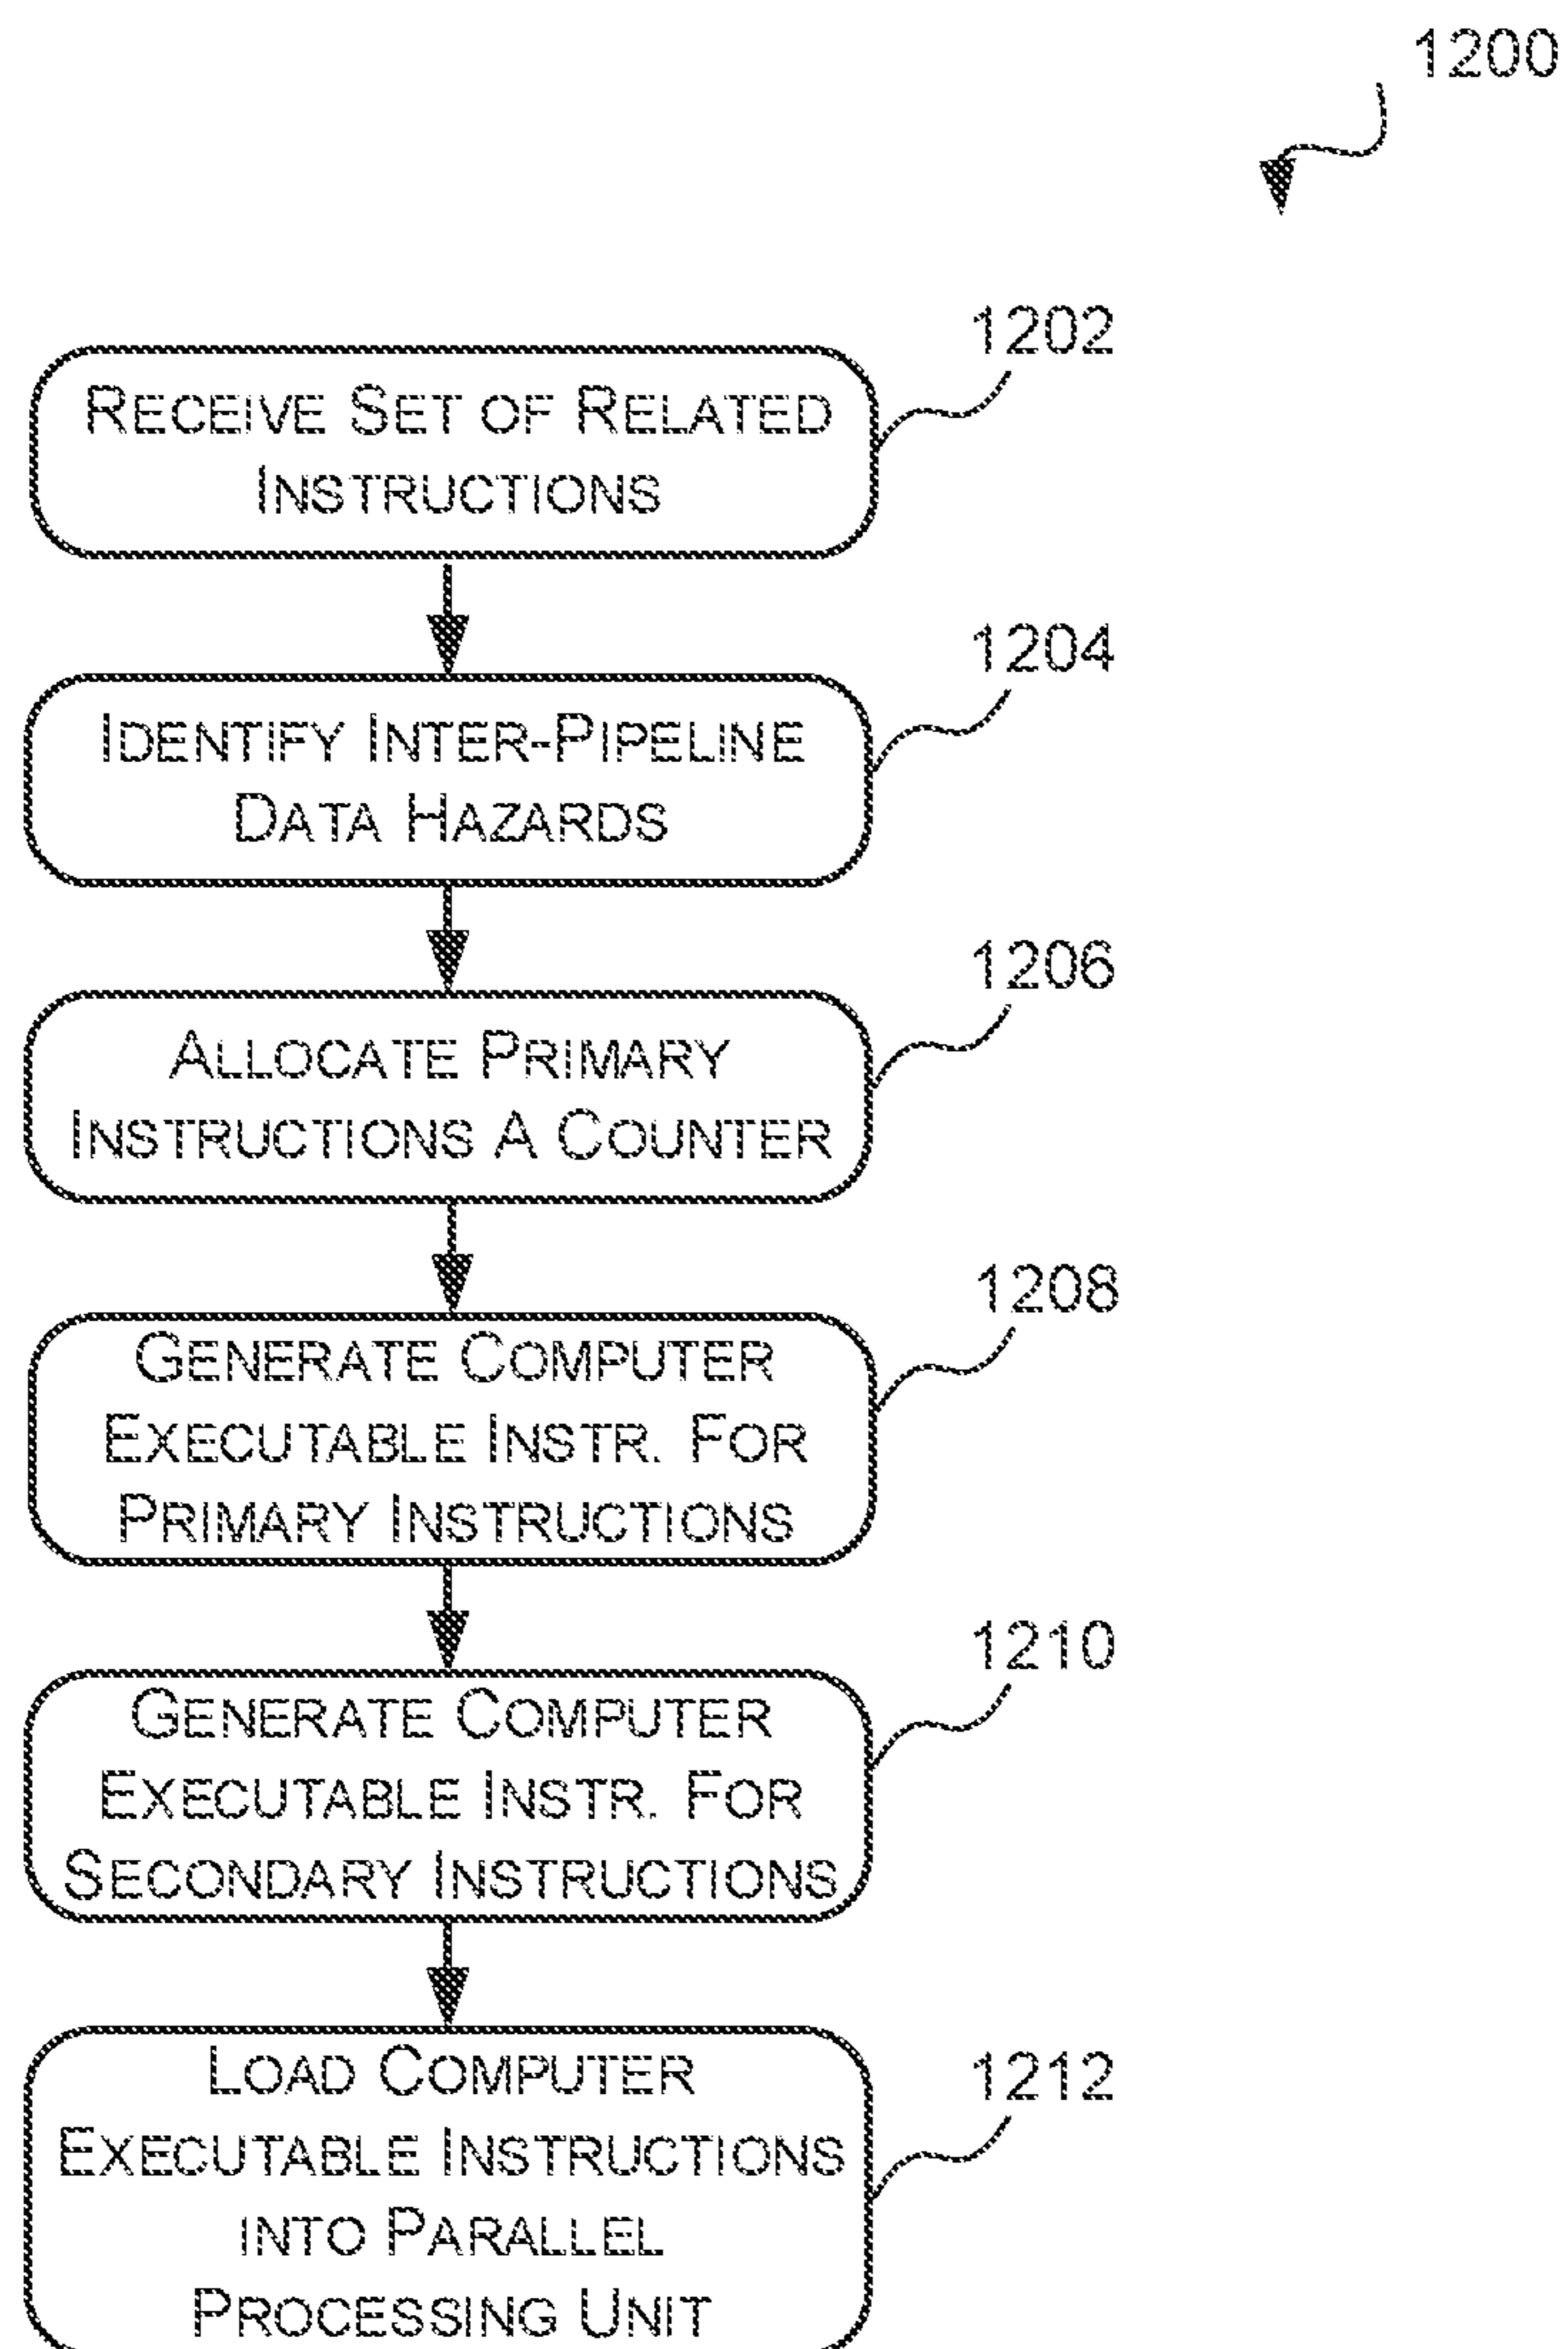 1200
1202
RECEIVE SET OF RELATED
INSTRUCTIONS
1204
IDENTIFY INTER-PIPELINE
DATA HAZARDS
1206
ALLOCATE PRIMARY
INSTRUCTIONS A COUNTER
1208
GENERATE COMPUTER
EXECUTABLE INSTR. FOR
PRIMARY INSTRUCTIONS
1210
GENERATE COMPUTER
EXECUTABLE INSTR. FOR
SECONDARY INSTRUCTIONS
1212
LOAD COMPUTER
EXECUTABLE INSTRUCTIONS
INTO PARALLEL
PROCESSING UNIT